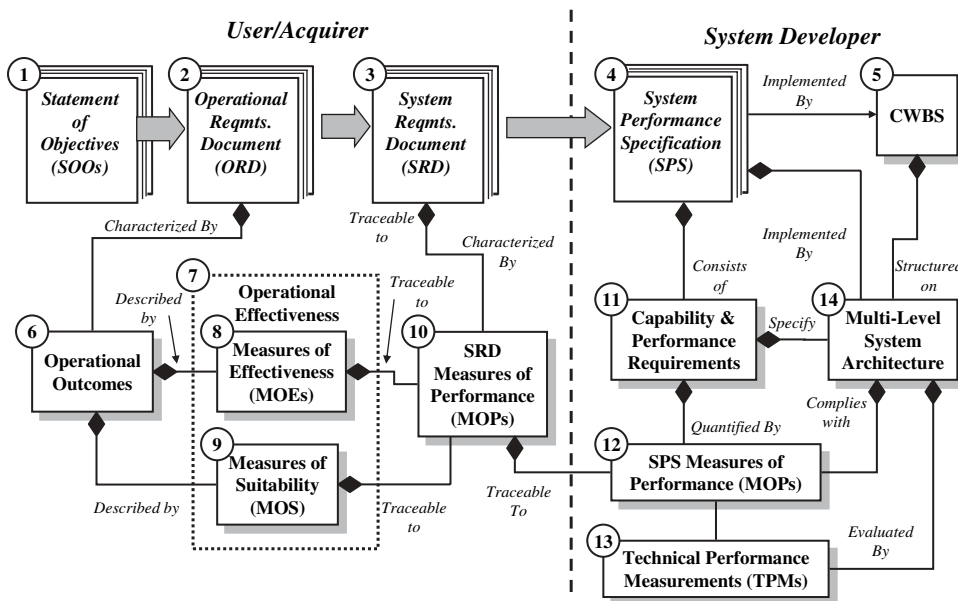 User/Acquirer
System Developer
1
Statement
of
Objectives
(SOOs)
2
Operational
Reqmts.
Document
(ORD)
3
System
Reqmts.
Document
(SRD)
4
System
Performance
Specification
(SPS)
Implemented
By
5
CWBS
Characterized By
Traceable
to
Characterized
By
Implemented
By
Consists
of
Structured
on
7
Operational
Effectiveness
Described
by
Traceable
to
6
Operational
Outcomes
8
Measures of
Effectiveness
(MOEs)
10
SRD
Measures of
Performance
(MOPs)
11
Capability &
Performance
Requirements
Specify
14
Multi-Level
System
Architecture
9
Measures of
Suitability
(MOS)
Described by
Traceable
to
Traceable
To
Quantified By
Complies
with
12
SPS Measures of
Performance (MOPs)
13
Technical Performance
Measurements (TPMs)
Evaluated
By